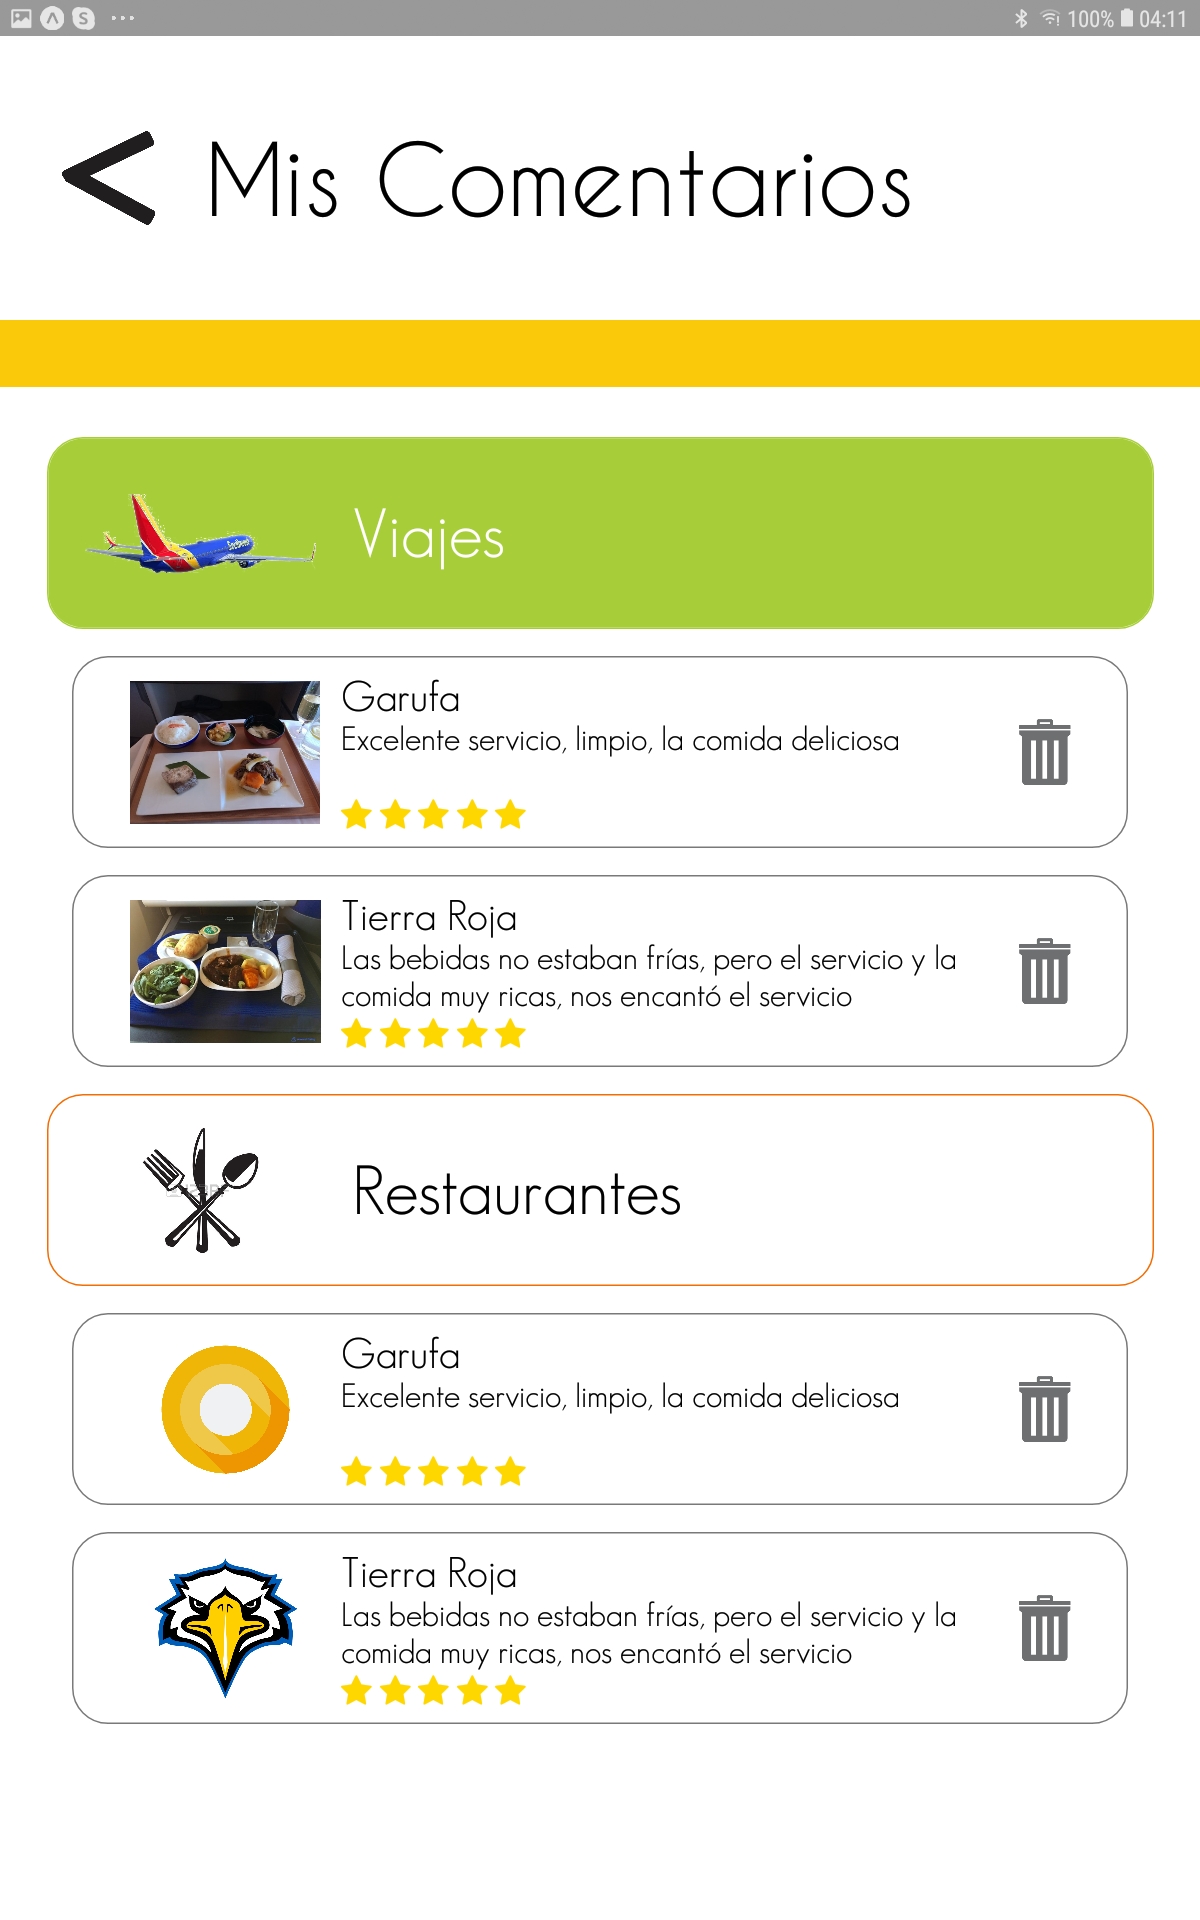 100% 04:11
< Mis Comentarios
Viajes
Garufa
Excelente servicio, limpio, la comida deliciosa
Tierra Roja
Las bebidas no estaban frías, pero el servicio y la
comida muy ricas, nos encantó el servicio
Restaurantes
Garufa
Excelente servicio, limpio, la comida deliciosa
Tierra Roja
Las bebidas no estaban frías, pero el servicio y la
comida muy ricas, nos encantó el servicio